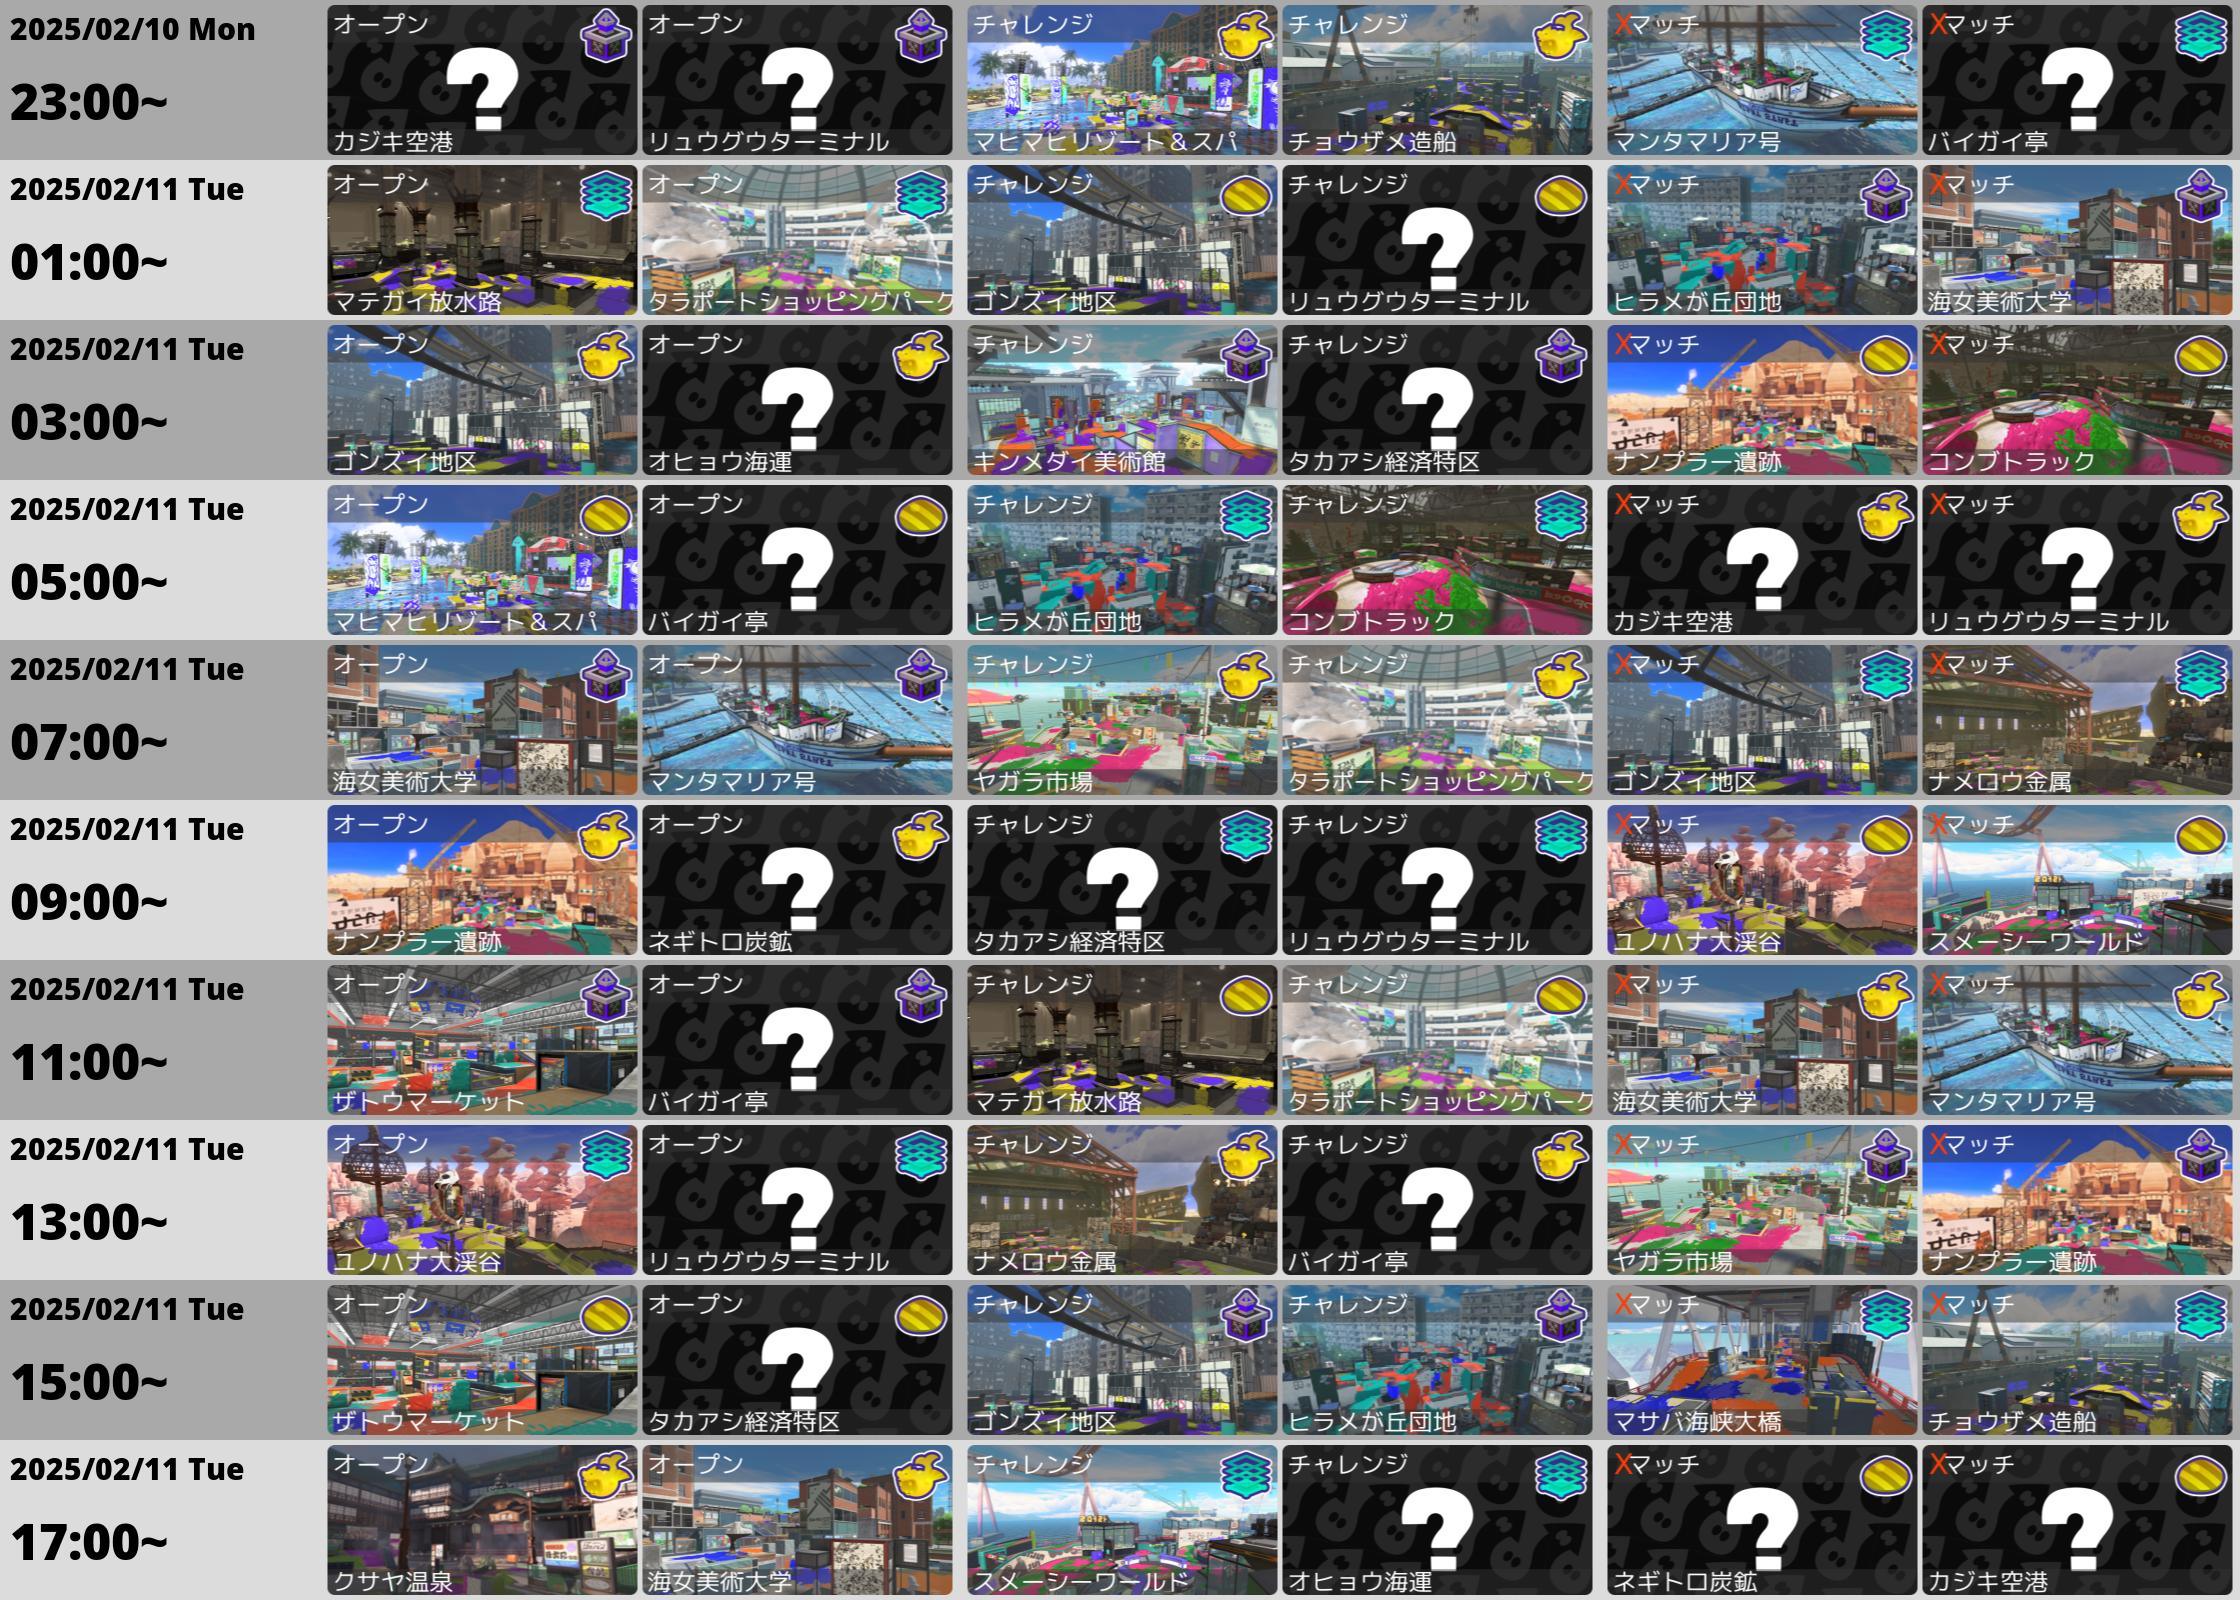 2025/02/10 Mon
23:00~
オープン
カジキ空港
オープン
リュウグウターミナル
チャレンジ
マヒマヒリゾート＆スパ
チャレンジ
チョウザメ造船
Xマッチ
マンタマリア号
Xマッチ
バイガイ亭
2025/02/11 Tue
01:00~
オープン
マテガイ放水路
オープン
タラポートショッピングパーク
チャレンジ
ゴンズイ地区
チャレンジ
リュウグウターミナル
Xマッチ
ヒラメが丘団地
Xマッチ
海女美術大学
2025/02/11 Tue
03:00~
オープン
ゴンズイ地区
オープン
オヒョウ海運
チャレンジ
キンメダイ美術館
チャレンジ
タカアシ経済特区
Xマッチ
ナンプラー遺跡
Xマッチ
コンブトラック
2025/02/11 Tue
05:00~
オープン
マヒマヒリゾート＆スパ
オープン
バイガイ亭
チャレンジ
ヒラメが丘団地
チャレンジ
コンブトラック
Xマッチ
カジキ空港
Xマッチ
リュウグウターミナル
2025/02/11 Tue
07:00~
オープン
海女美術大学
オープン
マンタマリア号
チャレンジ
ヤガラ市場
チャレンジ
タラポートショッピングパーク
Xマッチ
ゴンズイ地区
Xマッチ
ナメロウ金属
2025/02/11 Tue
09:00~
オープン
ナンプラー遺跡
オープン
ネギトロ炭鉱
チャレンジ
タカアシ経済特区
チャレンジ
リュウグウターミナル
Xマッチ
ユノハナ大渓谷
Xマッチ
スメーシーワールド
2025/02/11 Tue
11:00~
オープン
ザトウマーケット
オープン
バイガイ亭
チャレンジ
マテガイ放水路
チャレンジ
タラポートショッピングパーク
Xマッチ
海女美術大学
Xマッチ
マンタマリア号
2025/02/11 Tue
13:00~
オープン
ユノハナ大渓谷
オープン
リュウグウターミナル
チャレンジ
ナメロウ金属
チャレンジ
バイガイ亭
Xマッチ
ヤガラ市場
Xマッチ
ナンプラー遺跡
2025/02/11 Tue
15:00~
オープン
ザトウマーケット
オープン
タカアシ経済特区
チャレンジ
ゴンズイ地区
チャレンジ
ヒラメが丘団地
Xマッチ
マサバ海峡大橋
Xマッチ
チョウザメ造船
2025/02/11 Tue
17:00~
オープン
クサヤ温泉
オープン
海女美術大学
チャレンジ
スメーシーワールド
チャレンジ
オヒョウ海運
Xマッチ
ネギトロ炭鉱
Xマッチ
カジキ空港